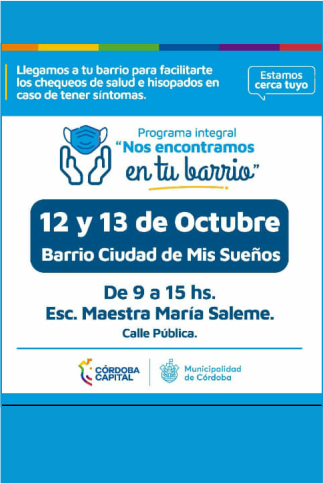 Llegamos a tu barrio para facilitarte
los chequeos de salud e hisopados en
caso de tener síntomas.
Estamos
cerca tuyo
Programa integral
"Nos encontramos
en tu barrio"
12 y 13 de Octubre
Barrio Ciudad de Mis Sueños
De 9 a 15 hs.
Esc. Maestra María Saleme.
Calle Pública.
CÓRDOBA
CAPITAL
Municipalidad
de Córdoba